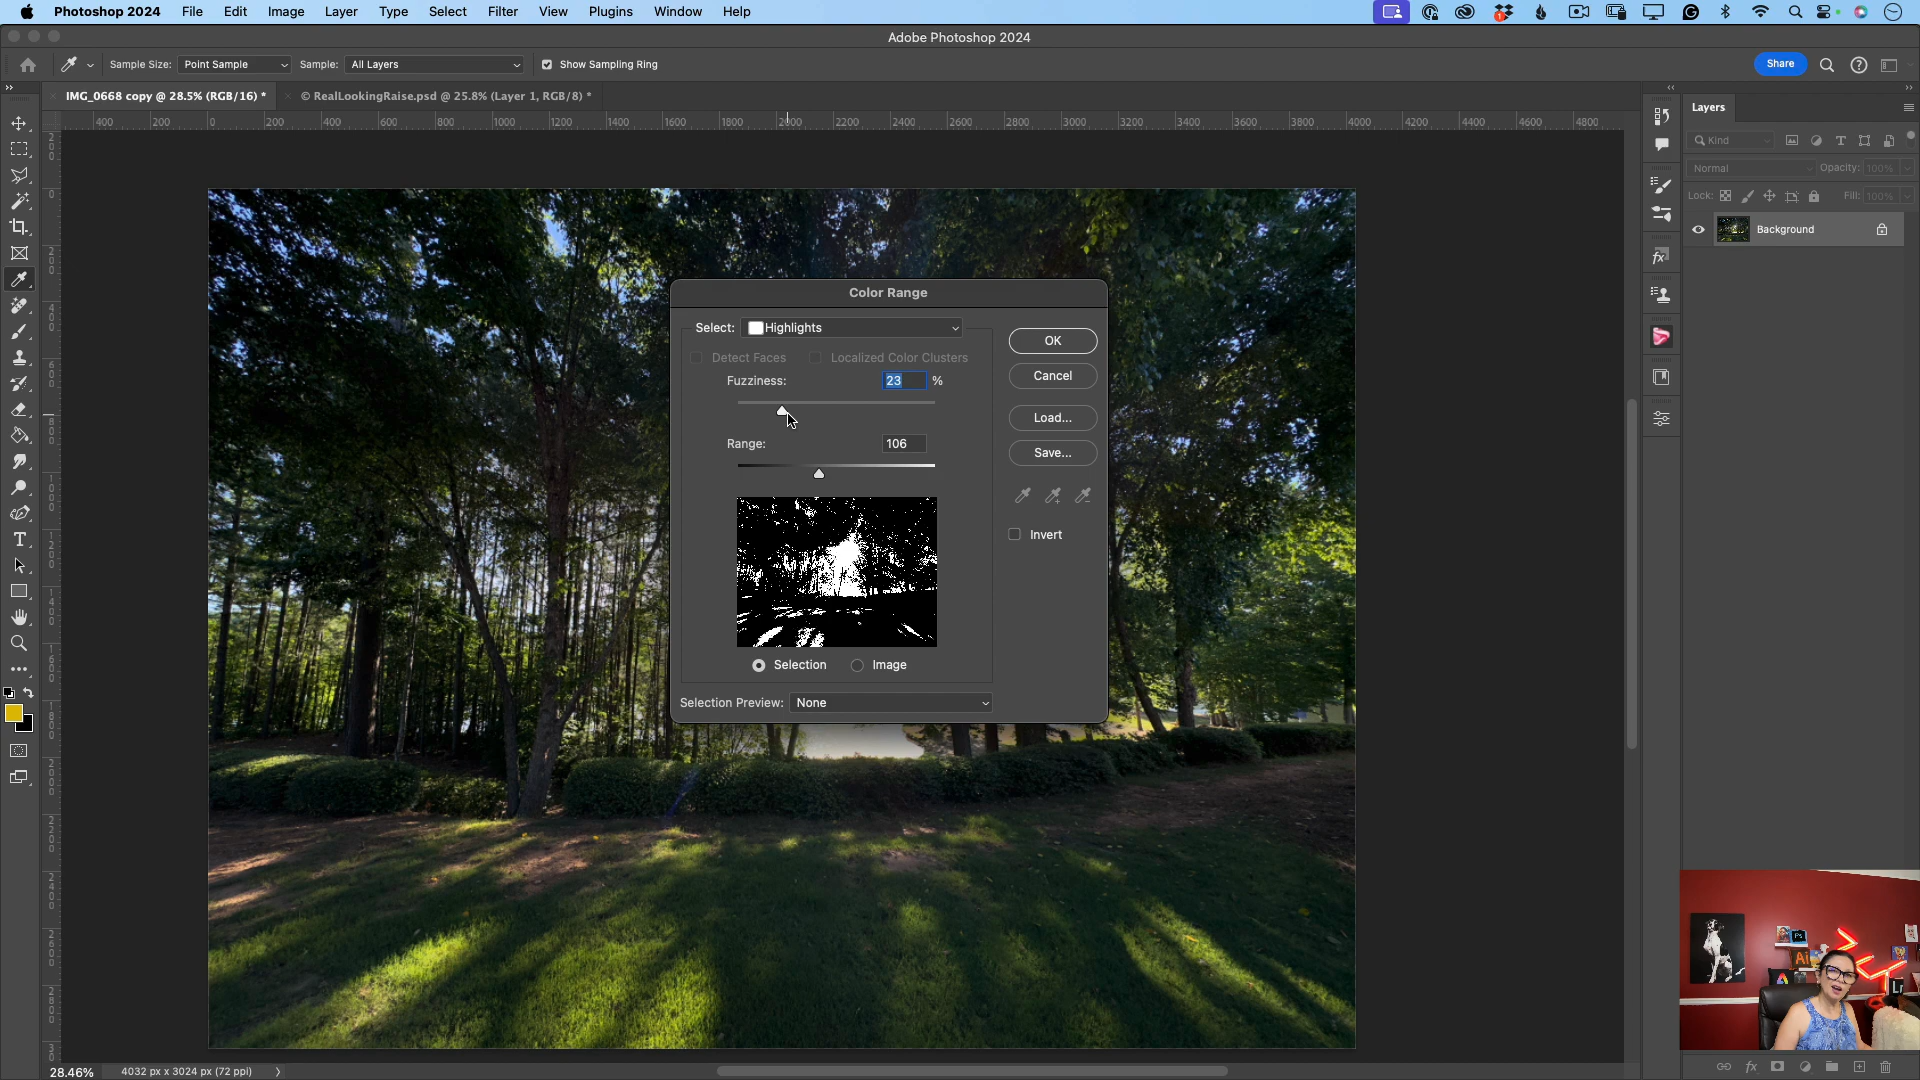 Photoshop 2024 File Edit Image Layer Type Select Filter View Plugins Window Help
Adobe Photoshop 2024
Sample Size: Point Sample Sample: All Layers Show Sampling Ring Share
IMG_0668 copy @ 28.5% (RGB/16) * © RealLookingRaise.psd @ 25.8% (Layer 1, RGB/8) *
Layers
400 200 0 200 400 600 800 1000 1200 1400 1600 1800 2000 2200 2400 2600 2800 3000 3200 3400 3600 3800 4000 4200 4400 4600 4800
Kind
Normal Opacity: 100%
Lock: Fill: 100%
Background
Color Range
Select: Highlights
OK
Detect Faces Localized Color Clusters
Fuzziness: 23 %
Cancel
Load...
Range: 106
Save...
Invert
Selection Image
Selection Preview: None
Ps
Ai
Lr
28.46% 4032 px x 3024 px (72 ppi)